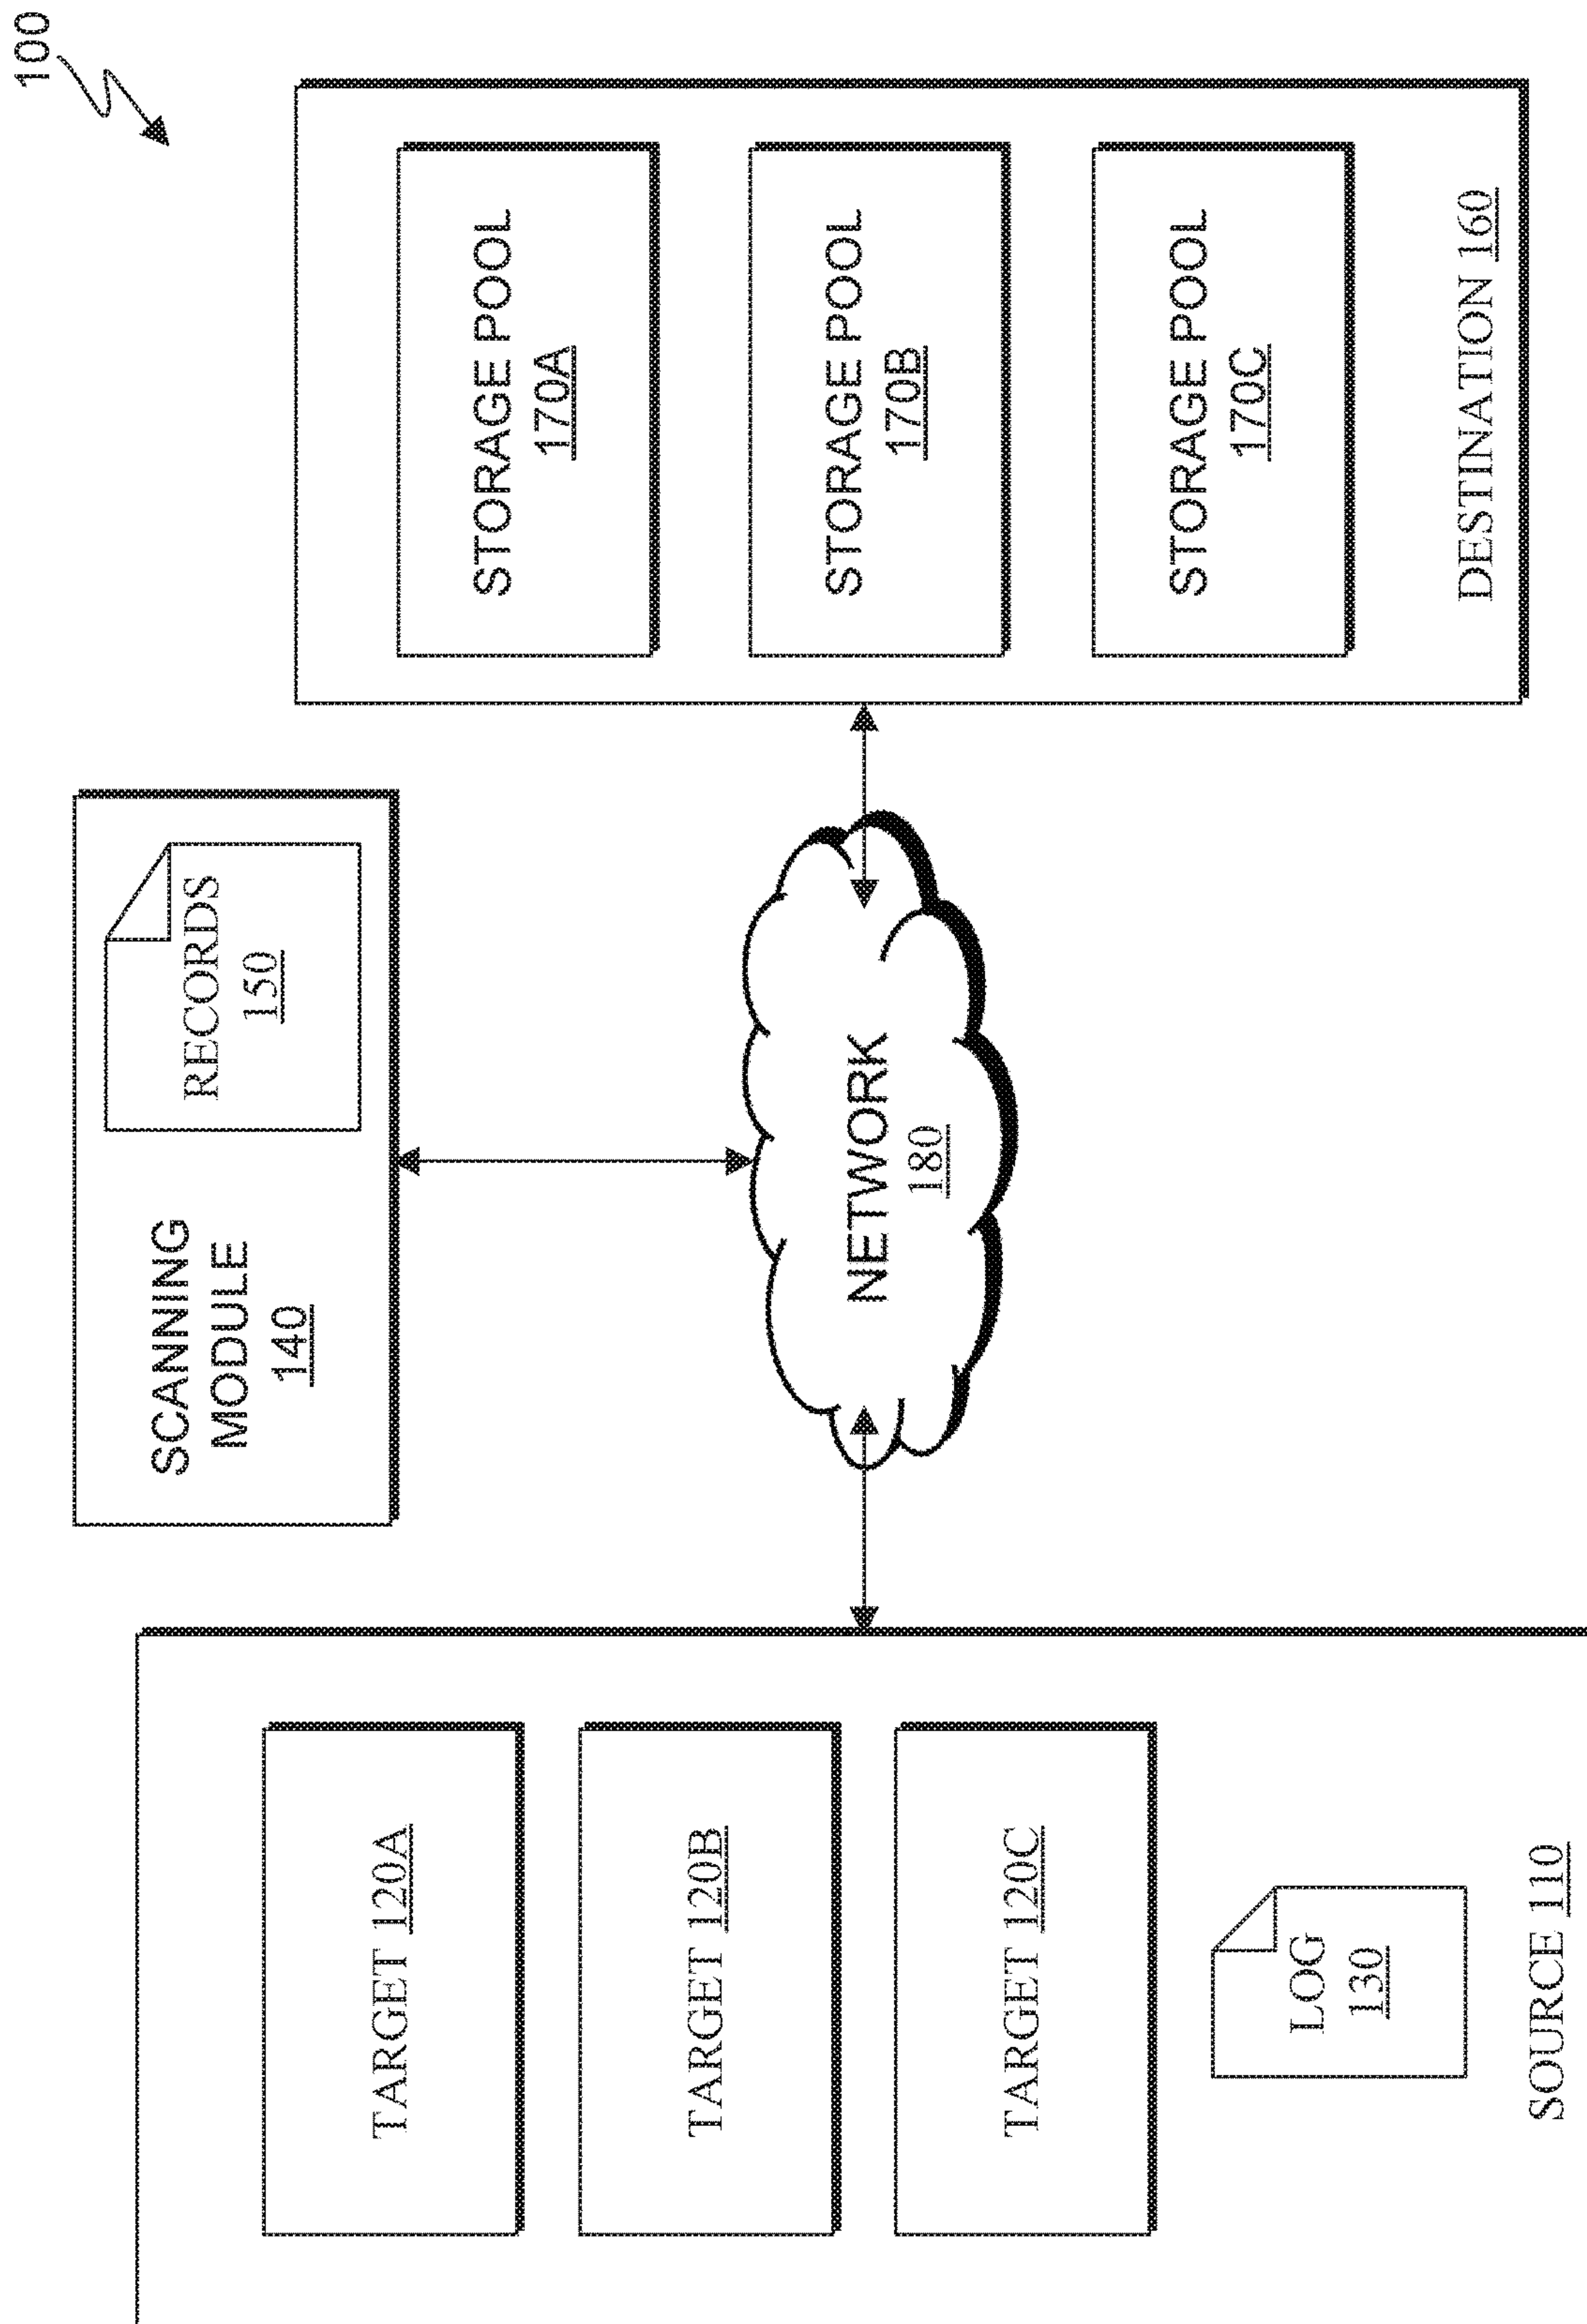 100
SCANNING
MODULE
140
RECORDS
150
TARGET 120A
TARGET 120B
TARGET 120C
LOG
130
SOURCE 110
NETWORK
180
STORAGE POOL
170A
STORAGE POOL
170B
STORAGE POOL
170C
DESTINATION 160